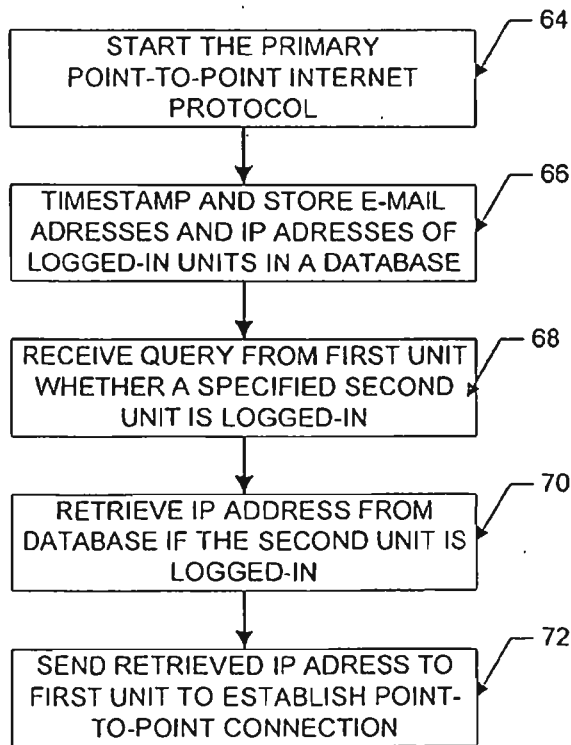 64
START THE PRIMARY
POINT-TO-POINT INTERNET
PROTOCOL
66
TIMESTAMP AND STORE E-MAIL
ADRESSES AND IP ADRESSES OF
LOGGED-IN UNITS IN A DATABASE
68
RECEIVE QUERY FROM FIRST UNIT
WHETHER A SPECIFIED SECOND
UNIT IS LOGGED-IN
70
RETRIEVE IP ADDRESS FROM
DATABASE IF THE SECOND UNIT IS
LOGGED-IN
72
SEND RETRIEVED IP ADRESS TO
FIRST UNIT TO ESTABLISH POINT-
TO-POINT CONNECTION